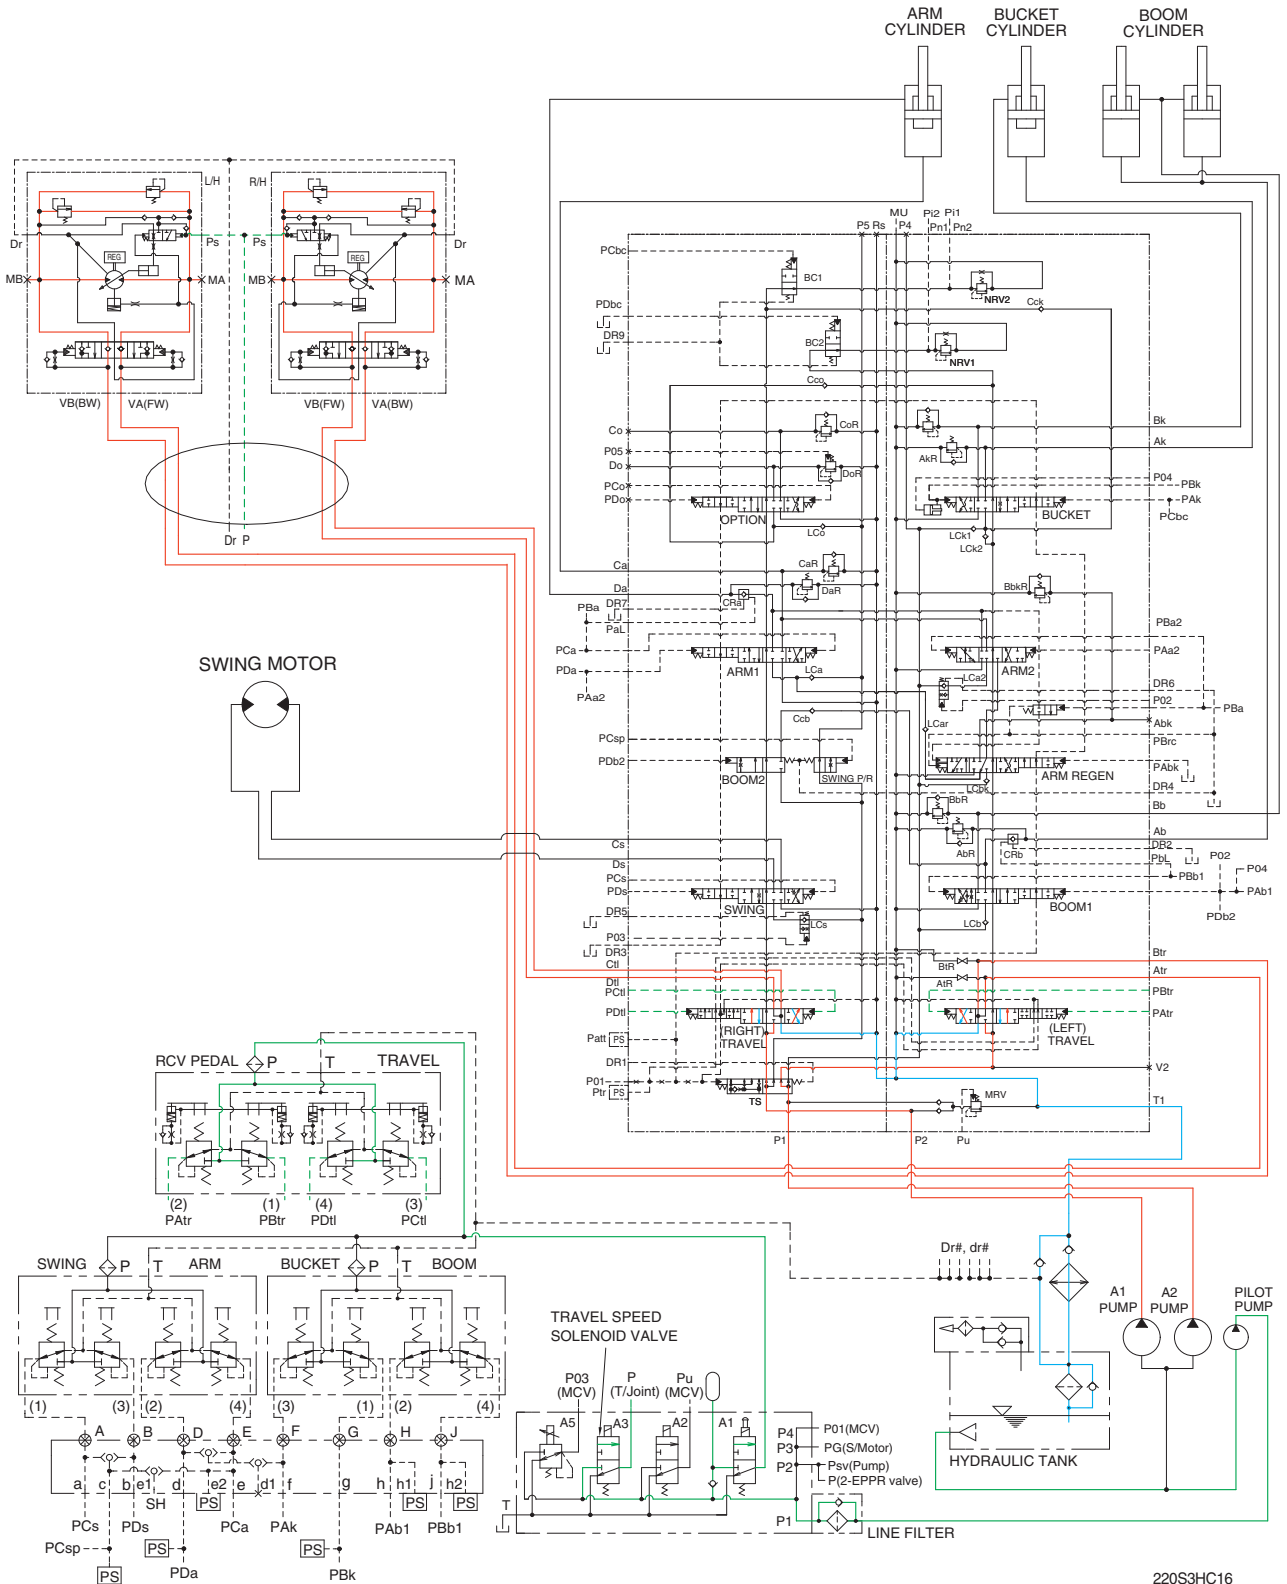 ARM
CYLINDER
BUCKET
CYLINDER
BOOM
CYLINDER
L/H
R/H
Dr
Ps
Ps
Dr
REG
REG
MB
MA
MB
MA
VB(BW)
VA(FW)
VB(FW)
VA(BW)
Dr P
P5 Rs
MU
P4
Pi2
Pi1
Pn1
Pn2
PCbc
BC1
NRV2
Cck
PDbc
DR9
BC2
NRV1
Cco
Co
CoR
Bk
P05
Do
DoR
AkR
Ak
PCo
PDo
P04
PBk
PAk
PCbc
OPTION
BUCKET
LCo
LCk1
LCk2
Ca
CaR
Da
DaR
BbkR
DR7
CRa
PBa
PaL
PBa2
PCa
PDa
PAa2
PAa2
ARM1
ARM2
LCa
LCa2
DR6
P02
PBa
Ccb
LCar
Abk
PCsp
PBrc
PDb2
PAbk
BOOM2
SWING P/R
ARM REGEN
LCbk
DR4
BbR
Bb
AbR
CRb
Ab
DR2
PbL
Cs
Ds
PCs
PDs
PBb1
P02
P04
PAb1
PDb2
SWING
BOOM1
DR5
LCs
LCb
P03
DR3
Ctl
Dtl
BtR
AtR
Btr
Atr
PCtl
PBtr
PDtl
PAtr
(RIGHT)
TRAVEL
(LEFT)
TRAVEL
Patt PS
DR1
P01
Ptr PS
TS
V2
MRV
T1
P1
P2
Pu
SWING MOTOR
RCV PEDAL
P
T
TRAVEL
(2)
(1)
(4)
(3)
PAtr
PBtr
PDtl
PCtl
SWING
P
T
ARM
BUCKET
P
T
BOOM
(1)
(3)
(2)
(4)
(3)
(1)
(2)
(4)
A
B
D
E
F
G
H
J
a
c
b
e1
d
e2
e
d1
f
g
h
h1
j
h2
SH
PS
PS
PS
PCs
PDs
PCa
PAk
PAb1
PBb1
PCsp
PS
PDa
PS
PBk
PS
TRAVEL SPEED
SOLENOID VALVE
P03
(MCV)
P
(T/Joint)
Pu
(MCV)
A5
A3
A2
A1
P4
P01(MCV)
P3
PG(S/Motor)
P2
Psv(Pump)
P(2-EPPR valve)
T
P1
LINE FILTER
Dr#, dr#
A1
PUMP
A2
PUMP
PILOT
PUMP
HYDRAULIC TANK
220S3HC16